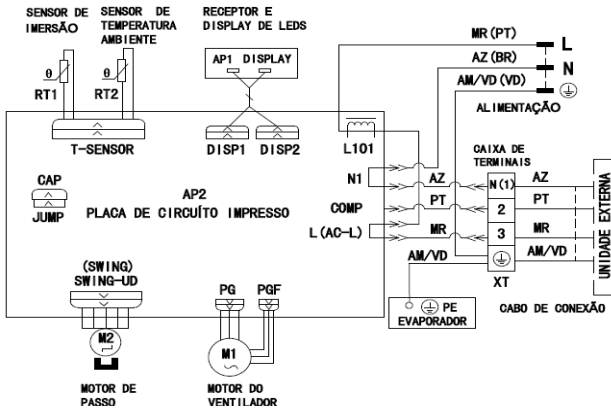 SENSOR DE
IMERSÃO
SENSOR DE
TEMPERATURA
AMBIENTE
RECEPTOR E
DISPLAY DE LEDS
AP1 DISPLAY
MR(PT)
L
AZ(BR)
N
AM/VD(VD)
ALIMENTAÇÃO
θ
RT1
θ
RT2
T-SENSOR
DISP1
DISP2
L101
CAIXA DE
TERMINAIS
CAP
JUMP
AP2
PLACA DE CIRCUÍTO IMPRESSO
N1
AZ
N(1)
AZ
COMP
PT
2
PT
L(AC-L)
MR
3
MR
AM/VD
AM/VD
XT
UNIDADE EXTERNA
CABO DE CONEXÃO
PE
EVAPORADOR
(SWING)
SWING-UD
M2
MOTOR DE
PASSO
PG
PGF
M1
MOTOR DO
VENTILADOR